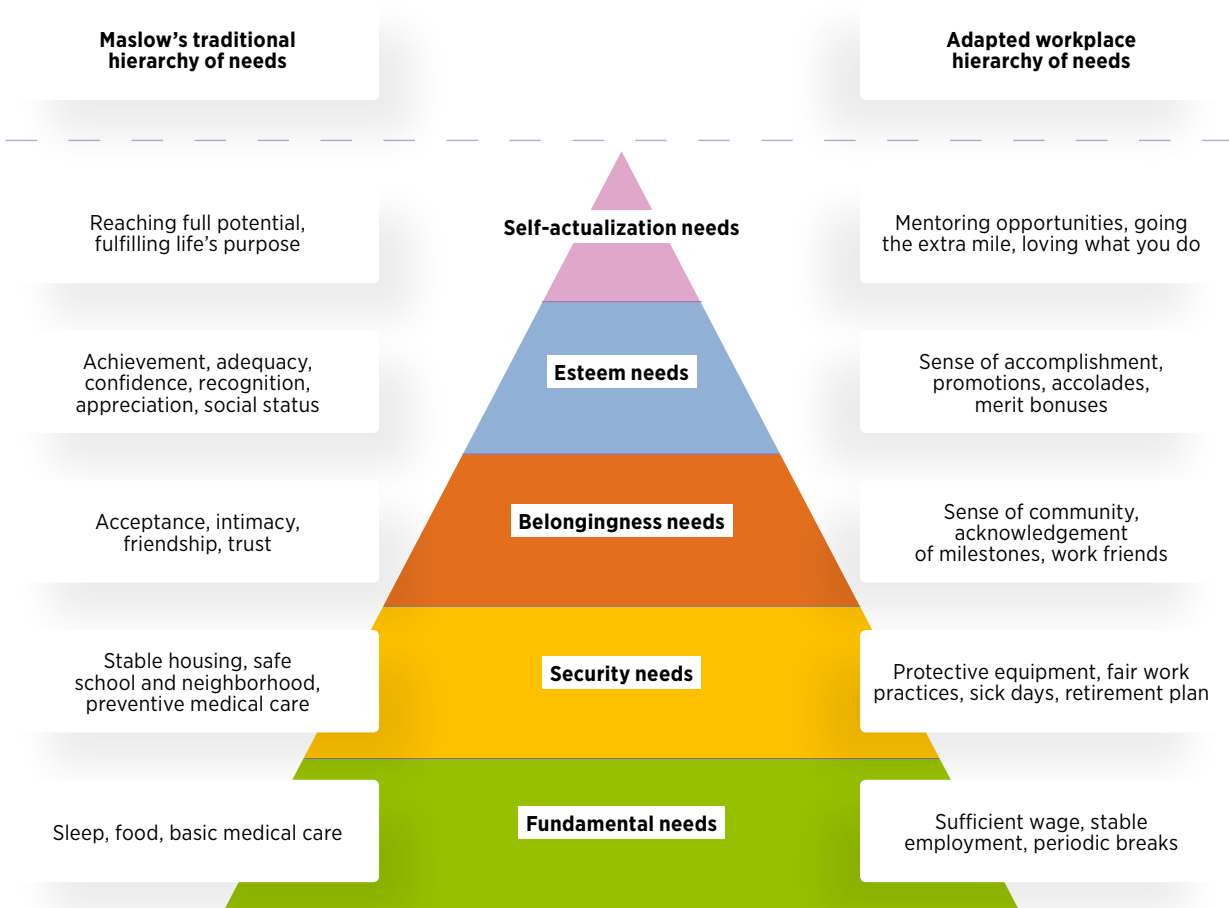 Maslow's traditional
hierarchy of needs
Adapted workplace
hierarchy of needs
Reaching full potential,
fulfilling life's purpose
Self-actualization needs
Mentoring opportunities, going
the extra mile, loving what you do
Achievement, adequacy,
confidence, recognition,
appreciation, social status
Esteem needs
Sense of accomplishment,
promotions, accolades,
merit bonuses
Acceptance, intimacy,
friendship, trust
Belongingness needs
Sense of community,
acknowledgement
of milestones, work friends
Stable housing, safe
school and neighborhood,
preventive medical care
Security needs
Protective equipment, fair work
practices, sick days, retirement plan
Sleep, food, basic medical care
Fundamental needs
Sufficient wage, stable
employment, periodic breaks